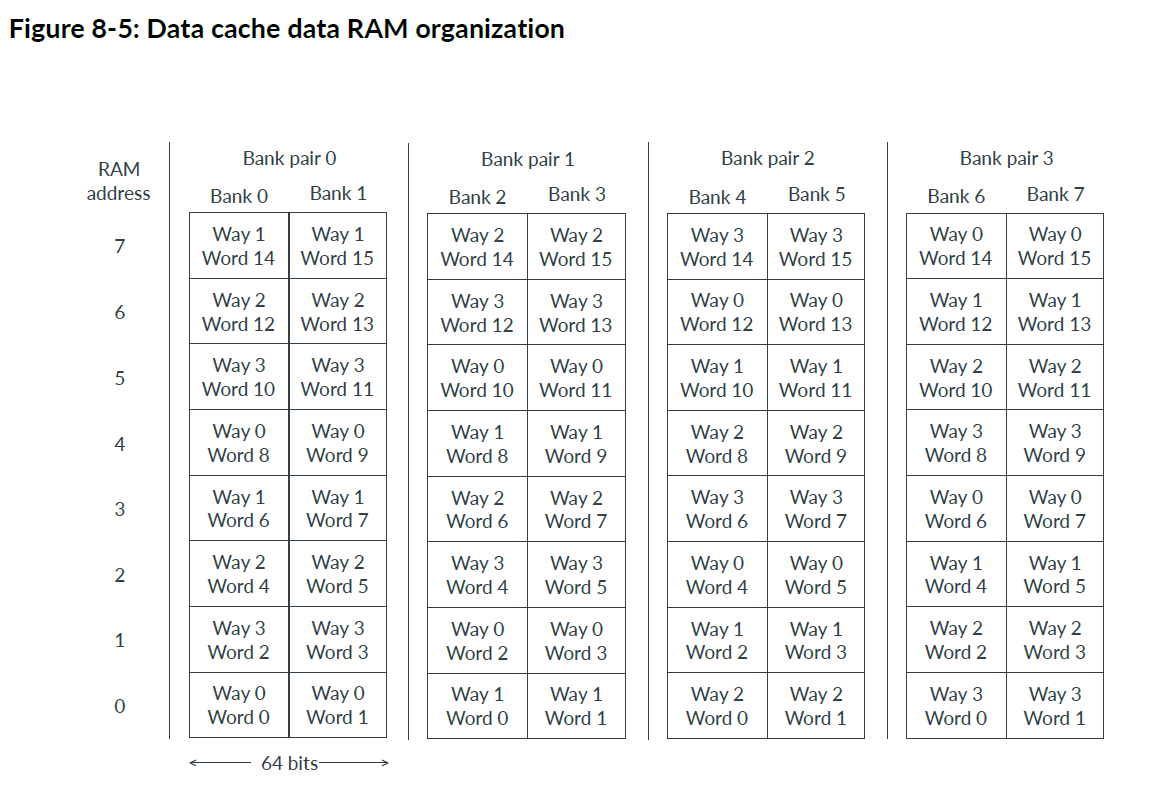 Figure 8-5: Data cache data RAM organization
RAM
address
Bank pair 0
Bank pair 1
Bank pair 2
Bank pair 3
Bank 0 Bank 1 Bank 2 Bank 3 Bank 4 Bank 5 Bank 6 Bank 7
7
Way 1 Way 1 Way 2 Way 2 Way 3 Way 3 Way 0 Way 0
Word 14 Word 15 Word 14 Word 15 Word 14 Word 15 Word 14 Word 15
6
Way 2 Way 2 Way 3 Way 3 Way 0 Way 0 Way 1 Way 1
Word 12 Word 13 Word 12 Word 13 Word 12 Word 13 Word 12 Word 13
5
Way 3 Way 3 Way 0 Way 0 Way 1 Way 1 Way 2 Way 2
Word 10 Word 11 Word 10 Word 11 Word 10 Word 11 Word 10 Word 11
4
Way 0 Way 0 Way 1 Way 1 Way 2 Way 2 Way 3 Way 3
Word 8 Word 9 Word 8 Word 9 Word 8 Word 9 Word 8 Word 9
3
Way 1 Way 1 Way 2 Way 2 Way 3 Way 3 Way 0 Way 0
Word 6 Word 7 Word 6 Word 7 Word 6 Word 7 Word 6 Word 7
2
Way 2 Way 2 Way 3 Way 3 Way 0 Way 0 Way 1 Way 1
Word 4 Word 5 Word 4 Word 5 Word 4 Word 5 Word 4 Word 5
1
Way 3 Way 3 Way 0 Way 0 Way 1 Way 1 Way 2 Way 2
Word 2 Word 3 Word 2 Word 3 Word 2 Word 3 Word 2 Word 3
0
Way 0 Way 0 Way 1 Way 1 Way 2 Way 2 Way 3 Way 3
Word 0 Word 1 Word 0 Word 1 Word 0 Word 1 Word 0 Word 1
64 bits